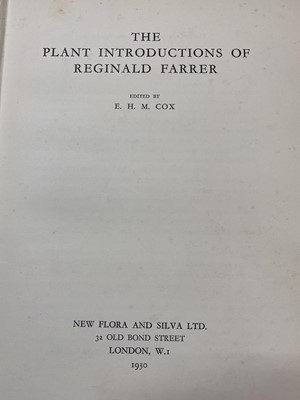 THE
PLANT INTRODUCTIONS OF
REGINALD FARRER
EDITED BY
E. H. M. COX
NEW FLORA AND SILVA LTD.
32 OLD BOND STREET
LONDON, W.1
1930